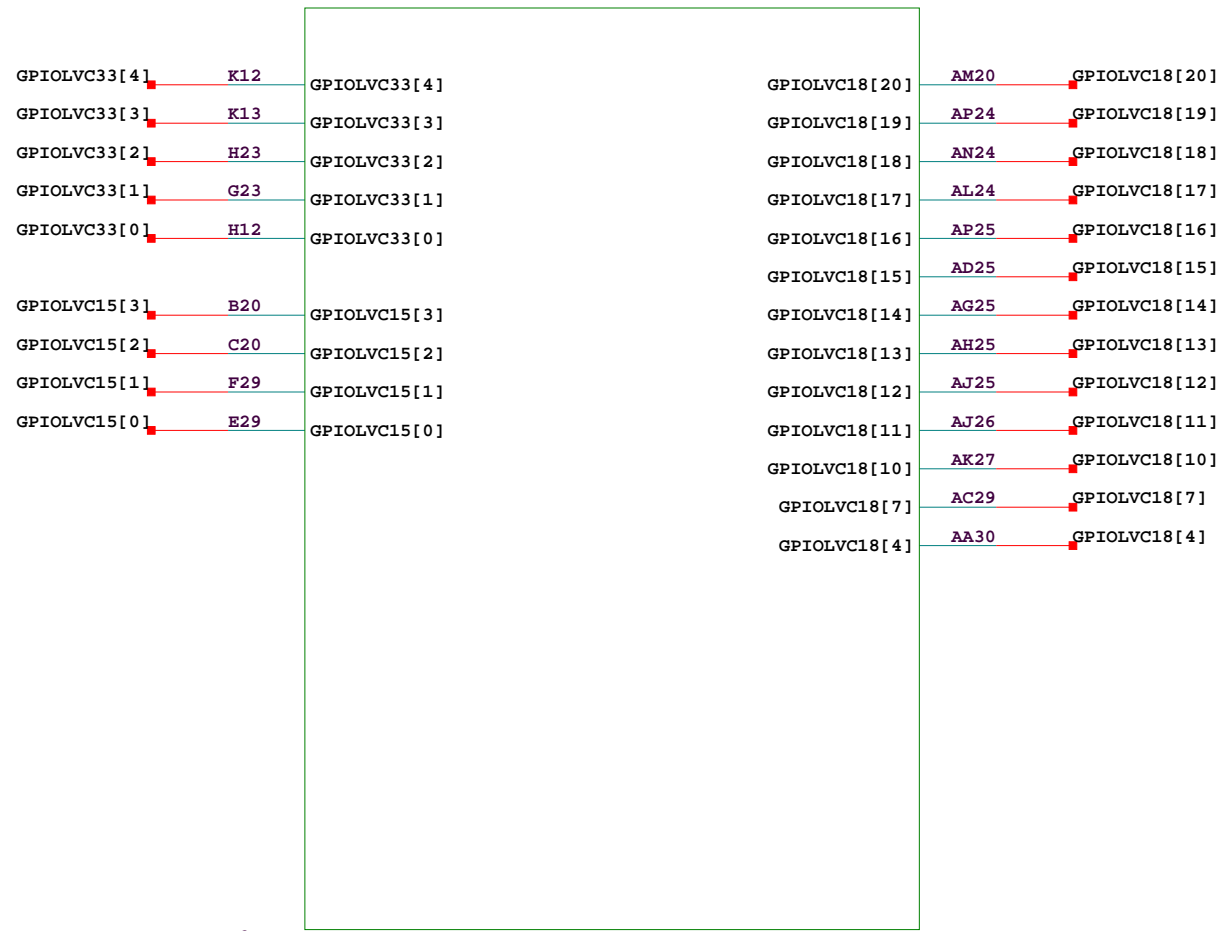 GPIOLVC33[4] K12 GPIOLVC33[4] GPIOLVC18[20] AM20 GPIOLVC18[20]
GPIOLVC33[3] K13 GPIOLVC33[3] GPIOLVC18[19] AP24 GPIOLVC18[19]
GPIOLVC33[2] H23 GPIOLVC33[2] GPIOLVC18[18] AN24 GPIOLVC18[18]
GPIOLVC33[1] G23 GPIOLVC33[1] GPIOLVC18[17] AL24 GPIOLVC18[17]
GPIOLVC33[0] H12 GPIOLVC33[0] GPIOLVC18[16] AP25 GPIOLVC18[16]
GPIOLVC18[15] AD25 GPIOLVC18[15]
GPIOLVC15[3] B20 GPIOLVC15[3] GPIOLVC18[14] AG25 GPIOLVC18[14]
GPIOLVC15[2] C20 GPIOLVC15[2] GPIOLVC18[13] AH25 GPIOLVC18[13]
GPIOLVC15[1] F29 GPIOLVC15[1] GPIOLVC18[12] AJ25 GPIOLVC18[12]
GPIOLVC15[0] E29 GPIOLVC15[0] GPIOLVC18[11] AJ26 GPIOLVC18[11]
GPIOLVC18[10] AK27 GPIOLVC18[10]
GPIOLVC18[7] AC29 GPIOLVC18[7]
GPIOLVC18[4] AA30 GPIOLVC18[4]